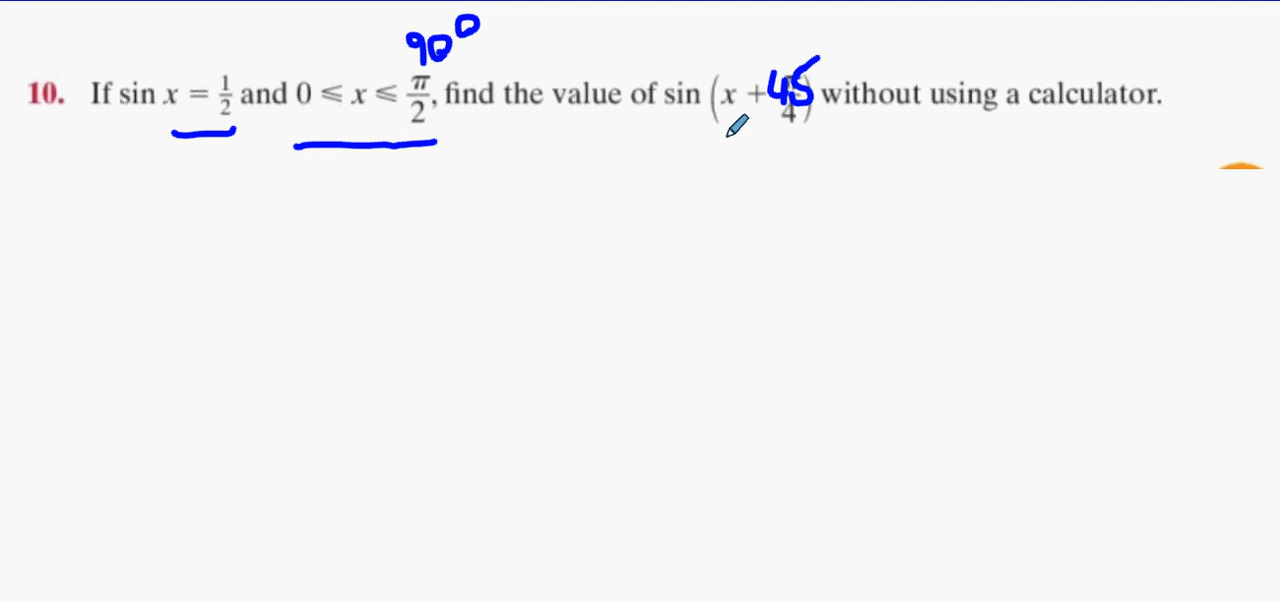 90°
10. If sin x = 1/2 and 0 ⩽ x ⩽ π/2, find the value of sin (x + 45) without using a calculator.